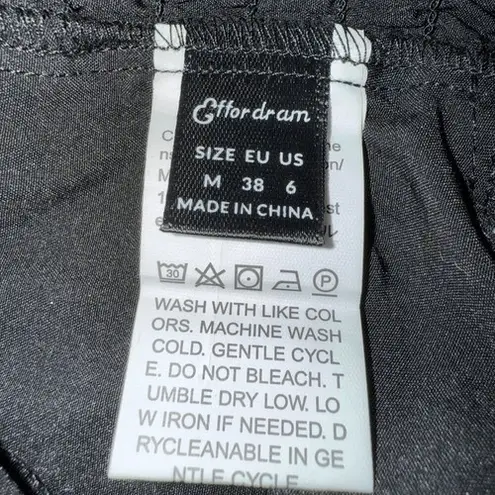 Effordram
SIZE EU US
M 38 6
MADE IN CHINA
30 P
WASH WITH LIKE COL
ORS. MACHINE WASH
COLD. GENTLE CYCL
E. DO NOT BLEACH. T
UMBLE DRY LOW. LO
W IRON IF NEEDED. D
RYCLEANABLE IN GE
NTLE CYCLE